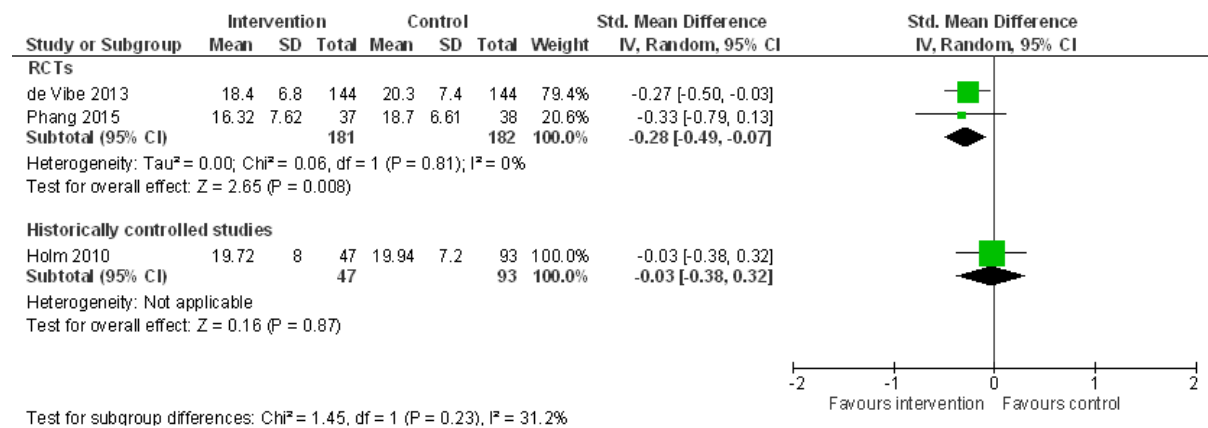 Intervention Control Std. Mean Difference Std. Mean Difference
Study or Subgroup Mean SD Total Mean SD Total Weight IV, Random, 95% CI IV, Random, 95% CI
RCTs
de Vibe 2013 18.4 6.8 144 20.3 7.4 144 79.4% -0.27 [-0.50, -0.03]
Phang 2015 16.32 7.62 37 18.7 6.61 38 20.6% -0.33 [-0.79, 0.13]
Subtotal (95% CI) 181 182 100.0% -0.28 [-0.49, -0.07]
Heterogeneity: Tau² = 0.00; Chi² = 0.06, df = 1 (P = 0.81); I² = 0%
Test for overall effect: Z = 2.65 (P = 0.008)
Historically controlled studies
Holm 2010 19.72 8 47 19.94 7.2 93 100.0% -0.03 [-0.38, 0.32]
Subtotal (95% CI) 47 93 100.0% -0.03 [-0.38, 0.32]
Heterogeneity: Not applicable
Test for overall effect: Z = 0.16 (P = 0.87)
-2 -1 0 1 2
Favours intervention Favours control
Test for subgroup differences: Chi² = 1.45, df = 1 (P = 0.23), I² = 31.2%